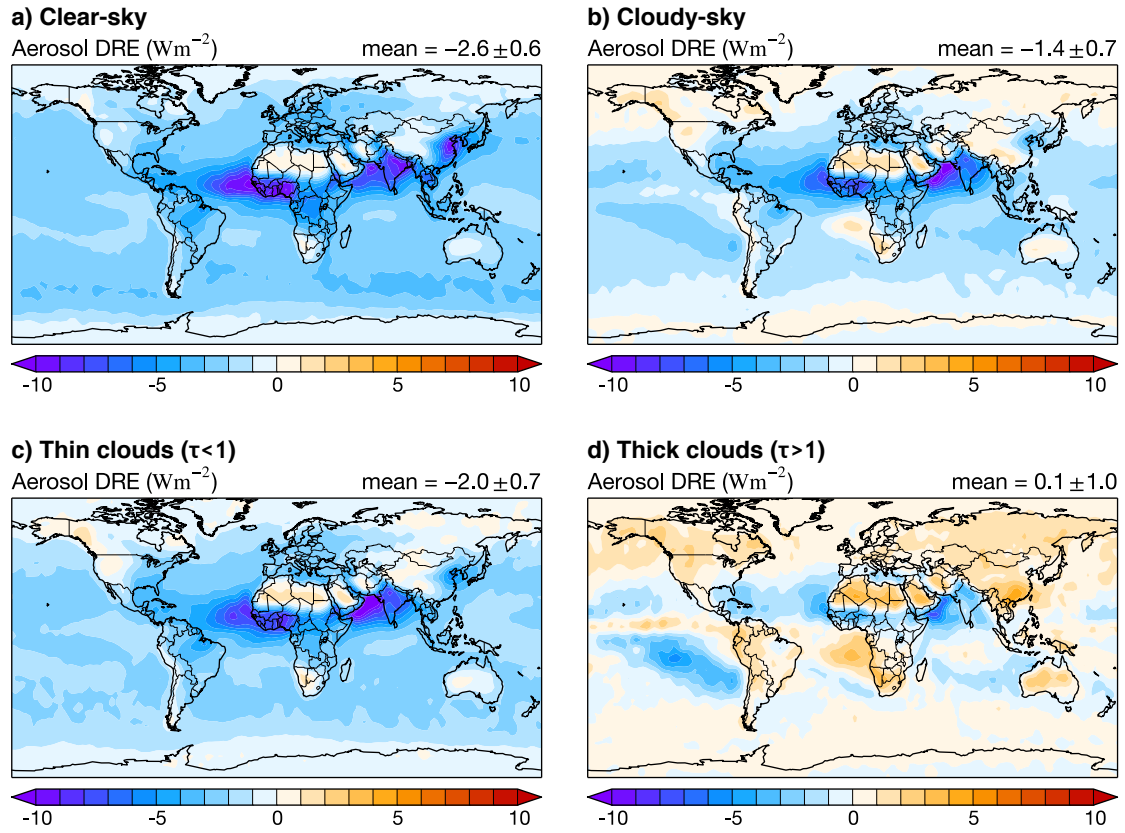 a) Clear-sky
Aerosol DRE (Wm⁻²) mean = −2.6 ±0.6
-10 -5 0 5 10
b) Cloudy-sky
Aerosol DRE (Wm⁻²) mean = −1.4 ±0.7
-10 -5 0 5 10
c) Thin clouds (τ<1)
Aerosol DRE (Wm⁻²) mean = −2.0 ±0.7
-10 -5 0 5 10
d) Thick clouds (τ>1)
Aerosol DRE (Wm⁻²) mean = 0.1 ±1.0
-10 -5 0 5 10